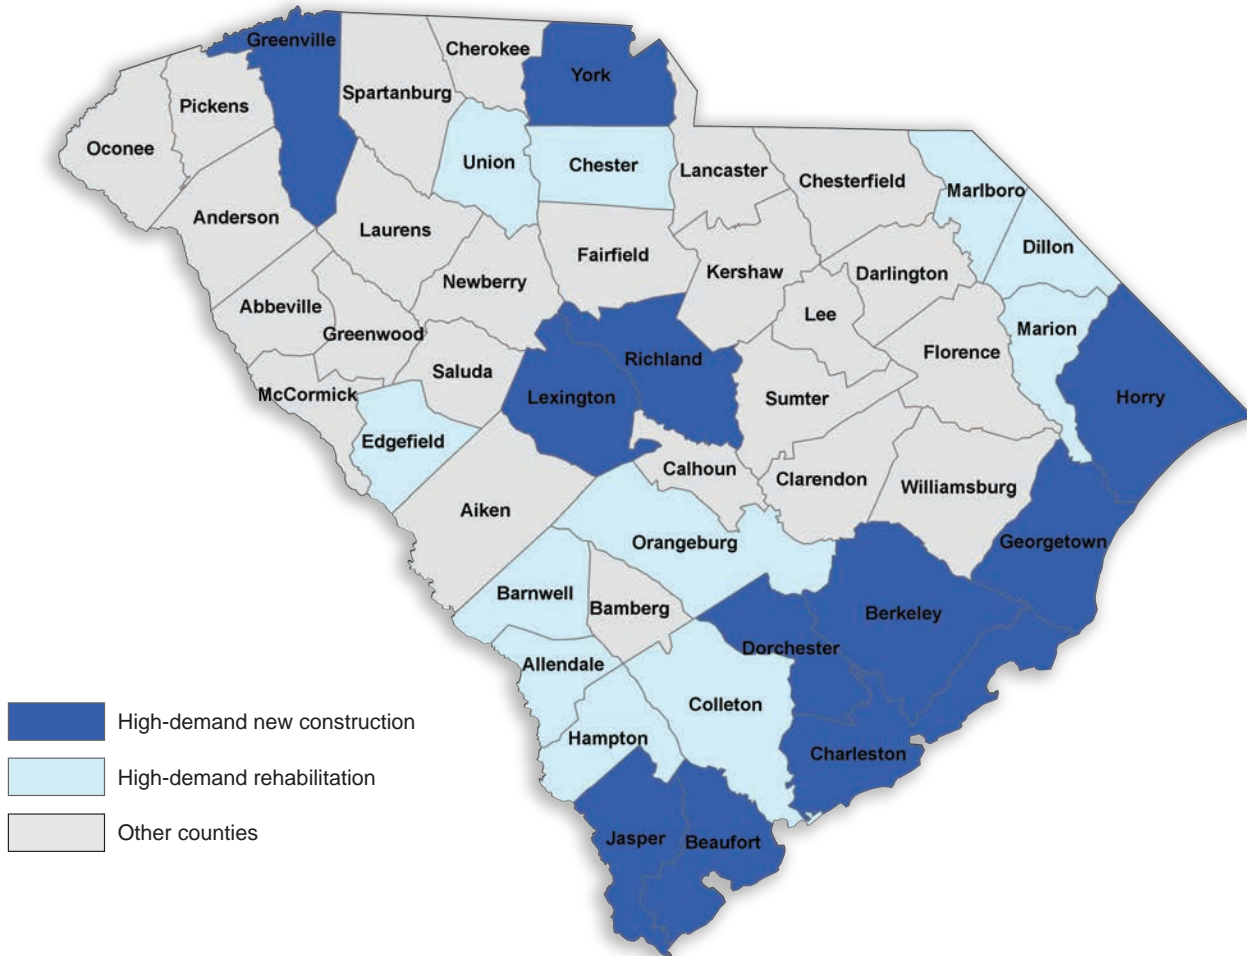 Greenville
Cherokee
York
Spartanburg
Pickens
Oconee
Union
Chester
Lancaster
Chesterfield
Marlboro
Anderson
Laurens
Dillon
Fairfield
Kershaw
Darlington
Newberry
Abbeville
Greenwood
Lee
Marion
Richland
Florence
Saluda
McCormick
Lexington
Sumter
Horry
Edgefield
Calhoun
Clarendon
Williamsburg
Aiken
Orangeburg
Georgetown
Barnwell
Bamberg
Berkeley
Dorchester
Allendale
Colleton
Hampton
Charleston
Jasper
Beaufort
High-demand new construction
High-demand rehabilitation
Other counties